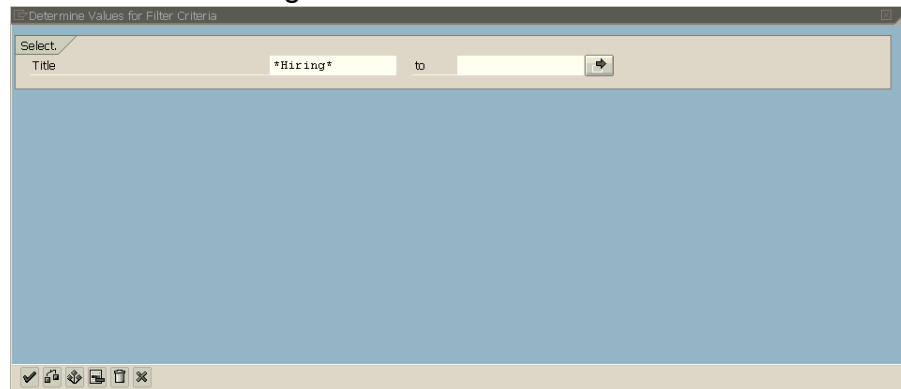 Determine Values for Filter Criteria
Select.
Title *Hiring* to